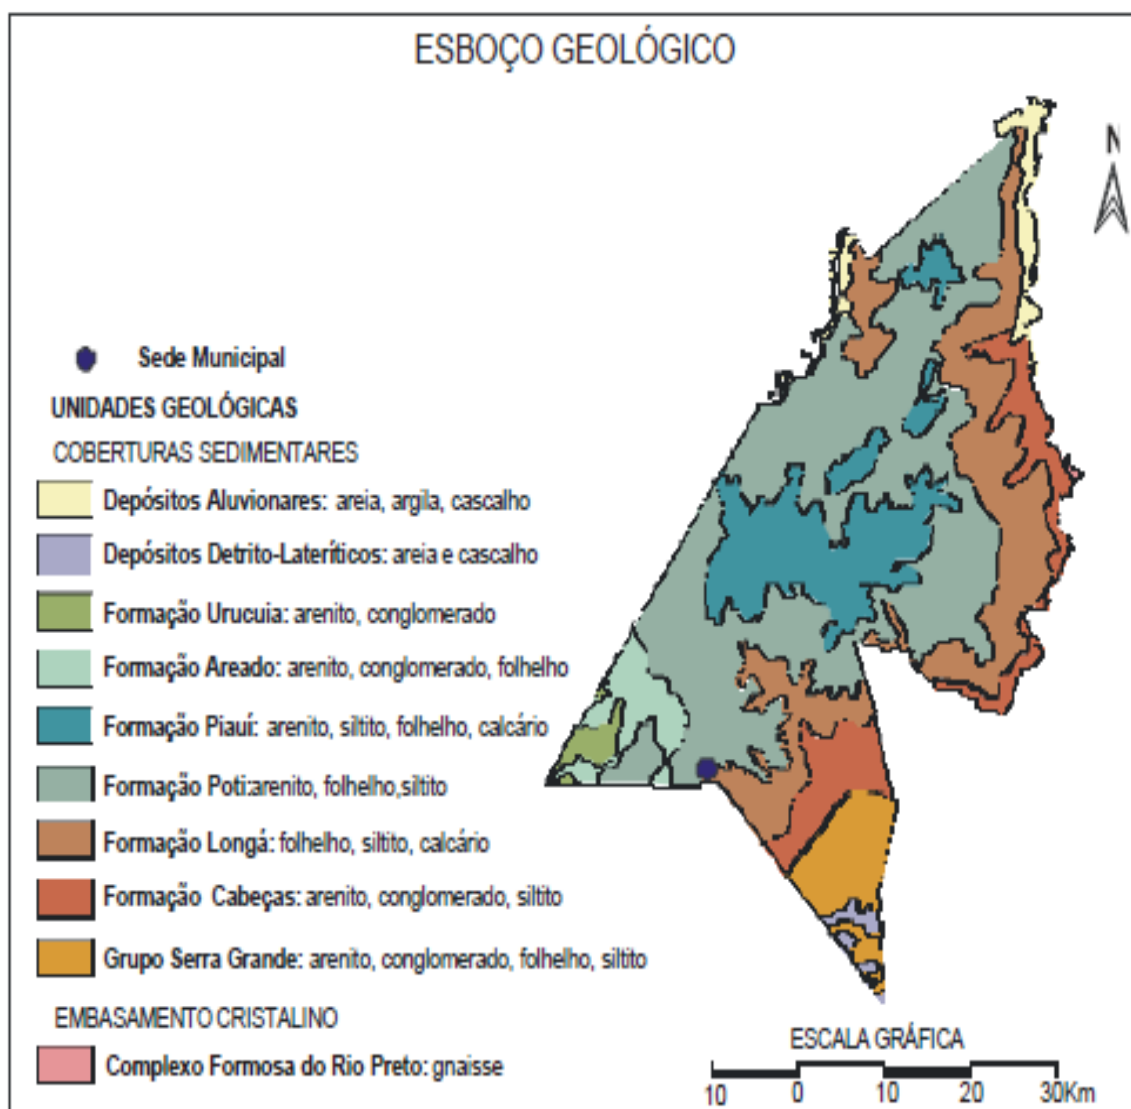 ESBOÇO GEOLÓGICO
N
Sede Municipal
UNIDADES GEOLÓGICAS
COBERTURAS SEDIMENTARES
Depósitos Aluvionares: areia, argila, cascalho
Depósitos Detrito-Lateríticos: areia e cascalho
Formação Urucuia: arenito, conglomerado
Formação Areado: arenito, conglomerado, folhelho
Formação Piauí: arenito, siltito, folhelho, calcário
Formação Poti:arenito, folhelho,siltito
Formação Longá: folhelho, siltito, calcário
Formação Cabeças: arenito, conglomerado, siltito
Grupo Serra Grande: arenito, conglomerado, folhelho, siltito
EMBASAMENTO CRISTALINO
Complexo Formosa do Rio Preto: gnaisse
ESCALA GRÁFICA
10 0 10 20 30Km